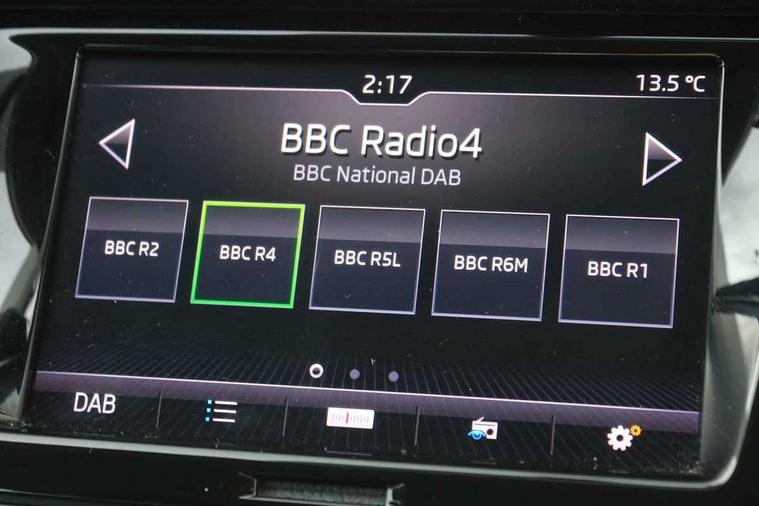 2:17
13.5 °C
BBC Radio4
BBC National DAB
BBC R2
BBC R4
BBC R5L
BBC R6M
BBC R1
DAB